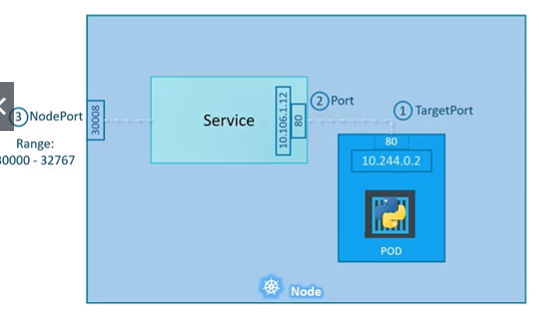 3 NodePort
Range:
30000 - 32767
30008
Service
10.106.1.12
80
2 Port
1 TargetPort
80
10.244.0.2
POD
Node